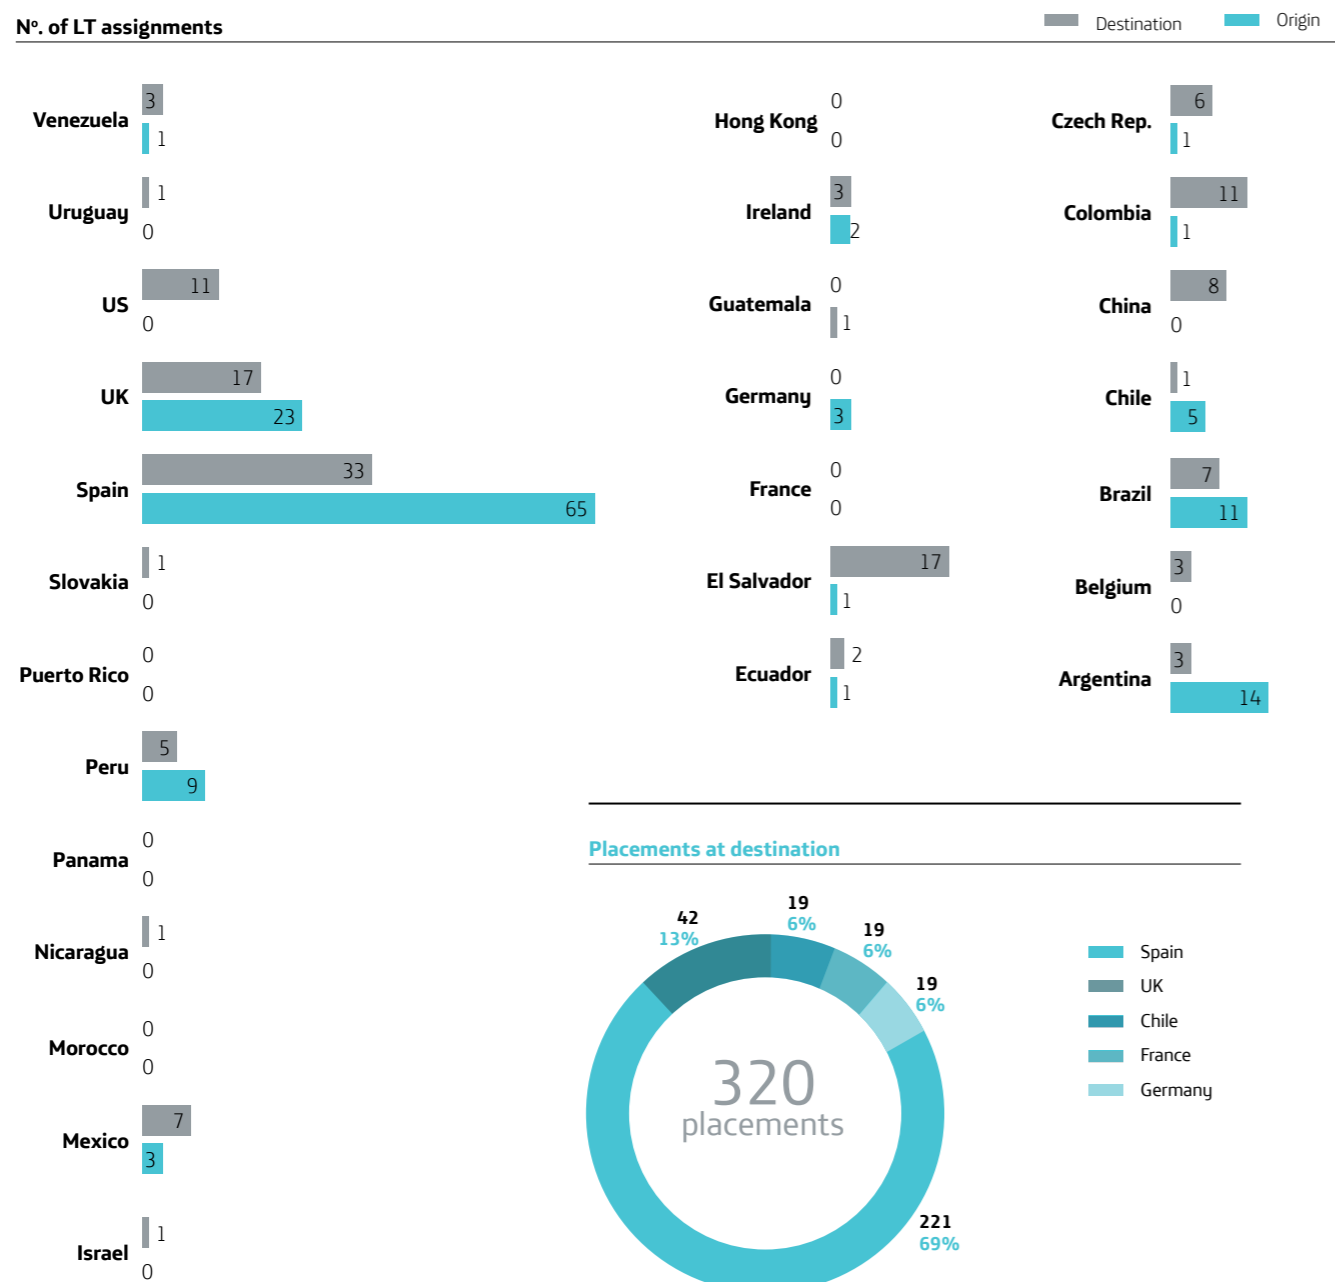 Nº. of LT assignments
Destination
Origin
Venezuela
3
1
Uruguay
1
0
US
11
0
UK
17
23
Spain
33
65
Slovakia
1
0
Puerto Rico
0
0
Peru
5
9
Panama
0
0
Nicaragua
1
0
Morocco
0
0
Mexico
7
3
Israel
1
0
Hong Kong
0
0
Ireland
3
2
Guatemala
0
1
Germany
0
3
France
0
0
El Salvador
17
1
Ecuador
2
1
Czech Rep.
6
1
Colombia
11
1
China
8
0
Chile
1
5
Brazil
7
11
Belgium
3
0
Argentina
3
14
Placements at destination
42
13%
19
6%
19
6%
19
6%
221
69%
320
placements
Spain
UK
Chile
France
Germany